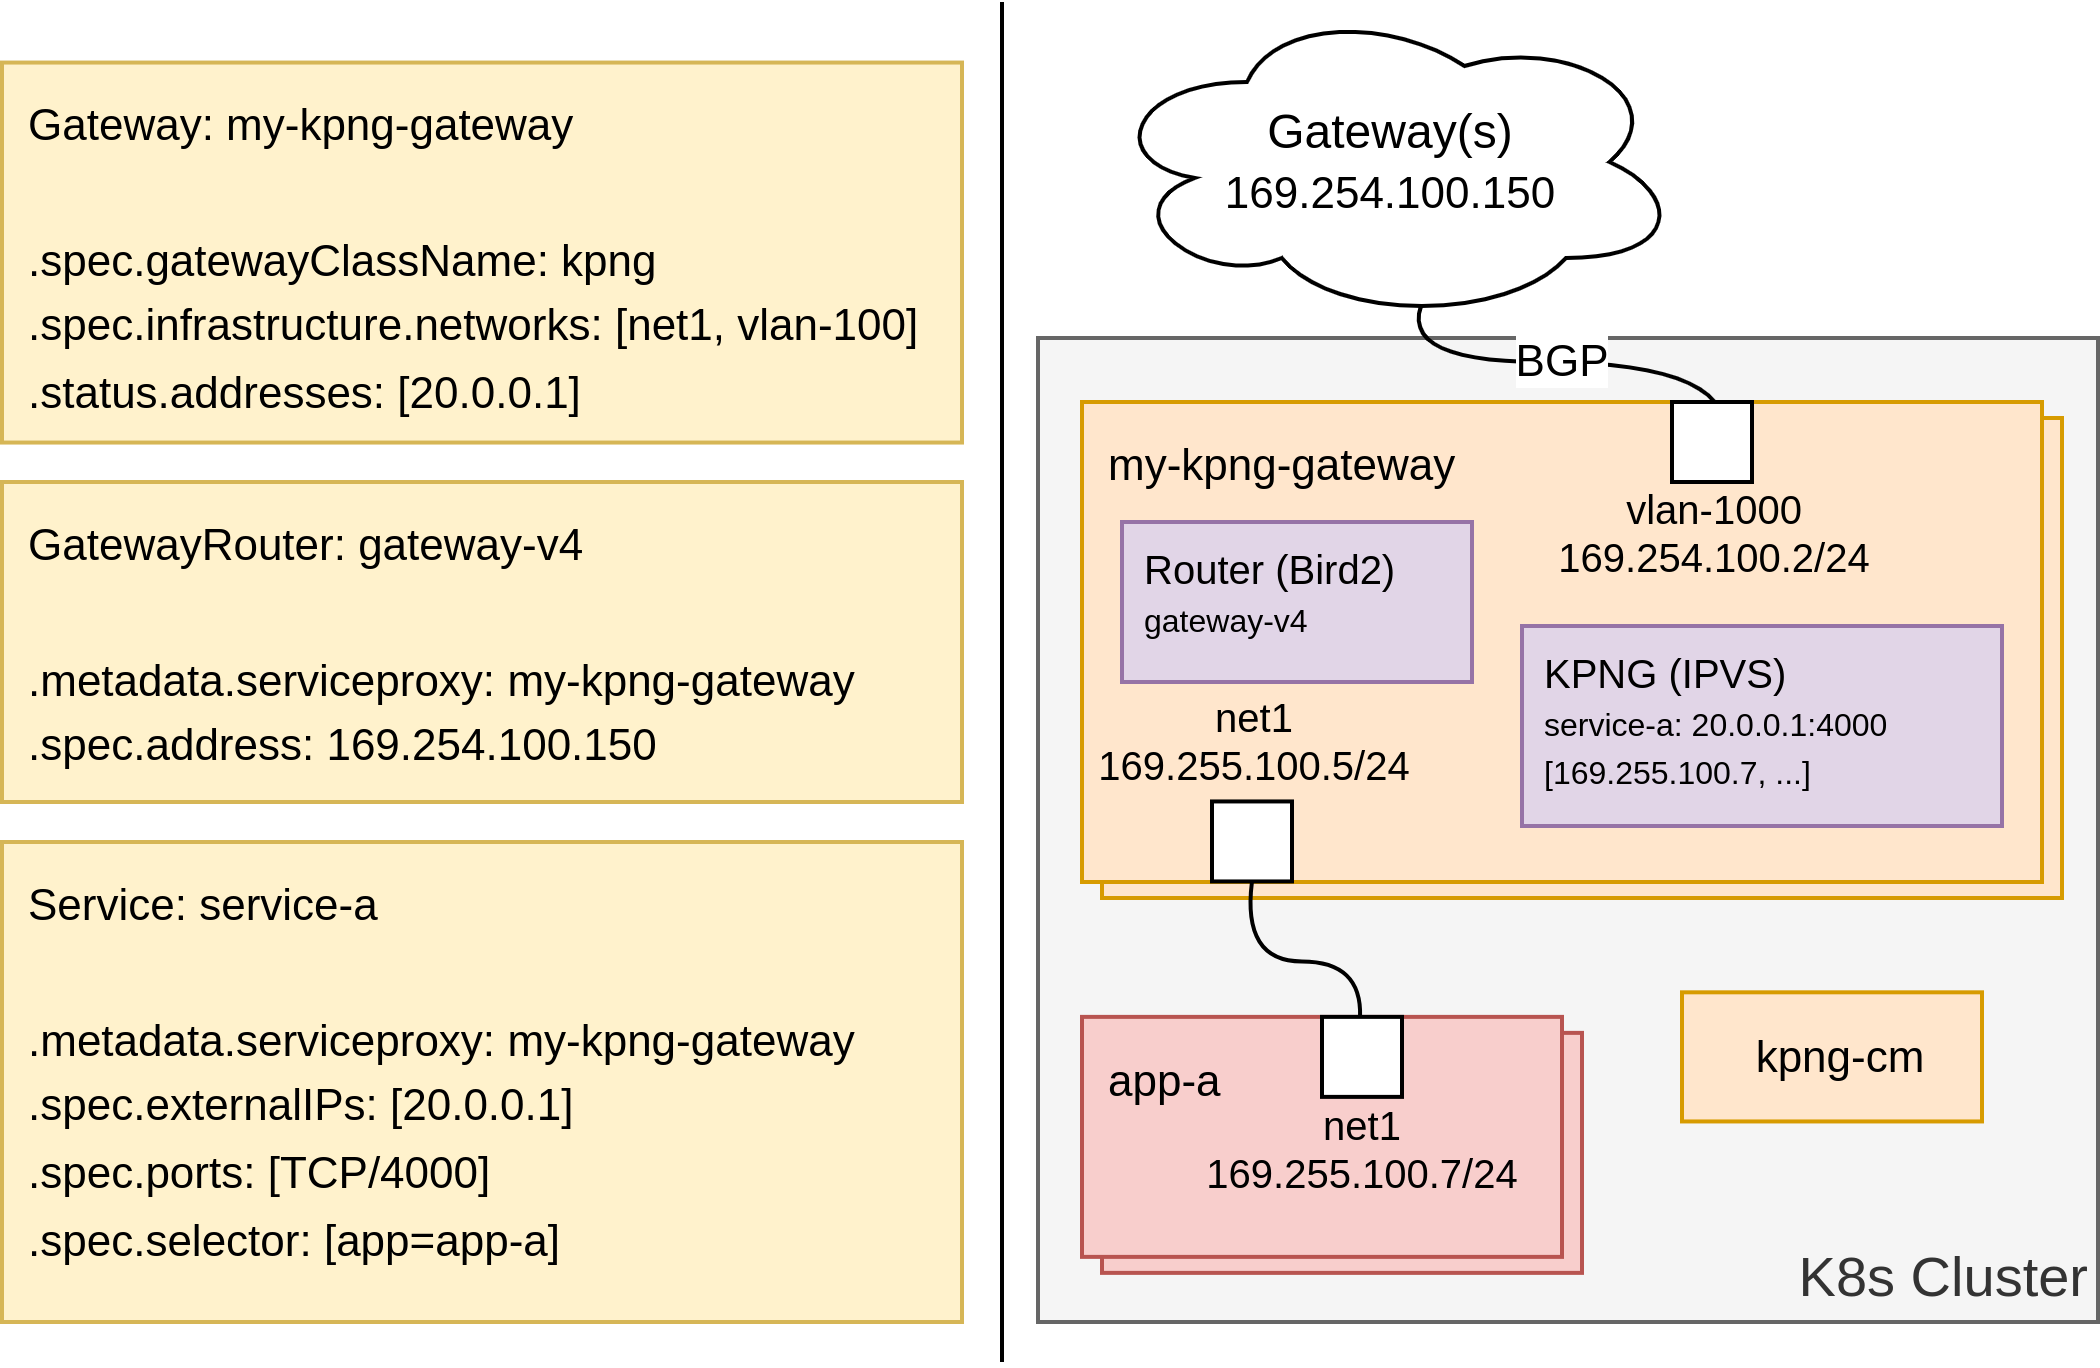 Gateway: my-kpng-gateway
.spec.gatewayClassName: kpng
.spec.infrastructure.networks: [net1, vlan-100]
.status.addresses: [20.0.0.1]
GatewayRouter: gateway-v4
.metadata.serviceproxy: my-kpng-gateway
.spec.address: 169.254.100.150
Service: service-a
.metadata.serviceproxy: my-kpng-gateway
.spec.externalIPs: [20.0.0.1]
.spec.ports: [TCP/4000]
.spec.selector: [app=app-a]
Gateway(s)
169.254.100.150
BGP
my-kpng-gateway
vlan-1000
169.254.100.2/24
Router (Bird2)
gateway-v4
KPNG (IPVS)
service-a: 20.0.0.1:4000
[169.255.100.7, ...]
net1
169.255.100.5/24
app-a
net1
169.255.100.7/24
kpng-cm
K8s Cluster